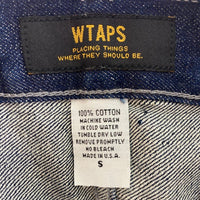 WTAPS
PLACING THINGS
WHERE THEY SHOULD BE.
100% COTTON
MACHINE WASH
IN COLD WATER
TUMBLE DRY LOW
REMOVE PROMPTLY
NO BLEACH
MADE IN U.S.A.
S